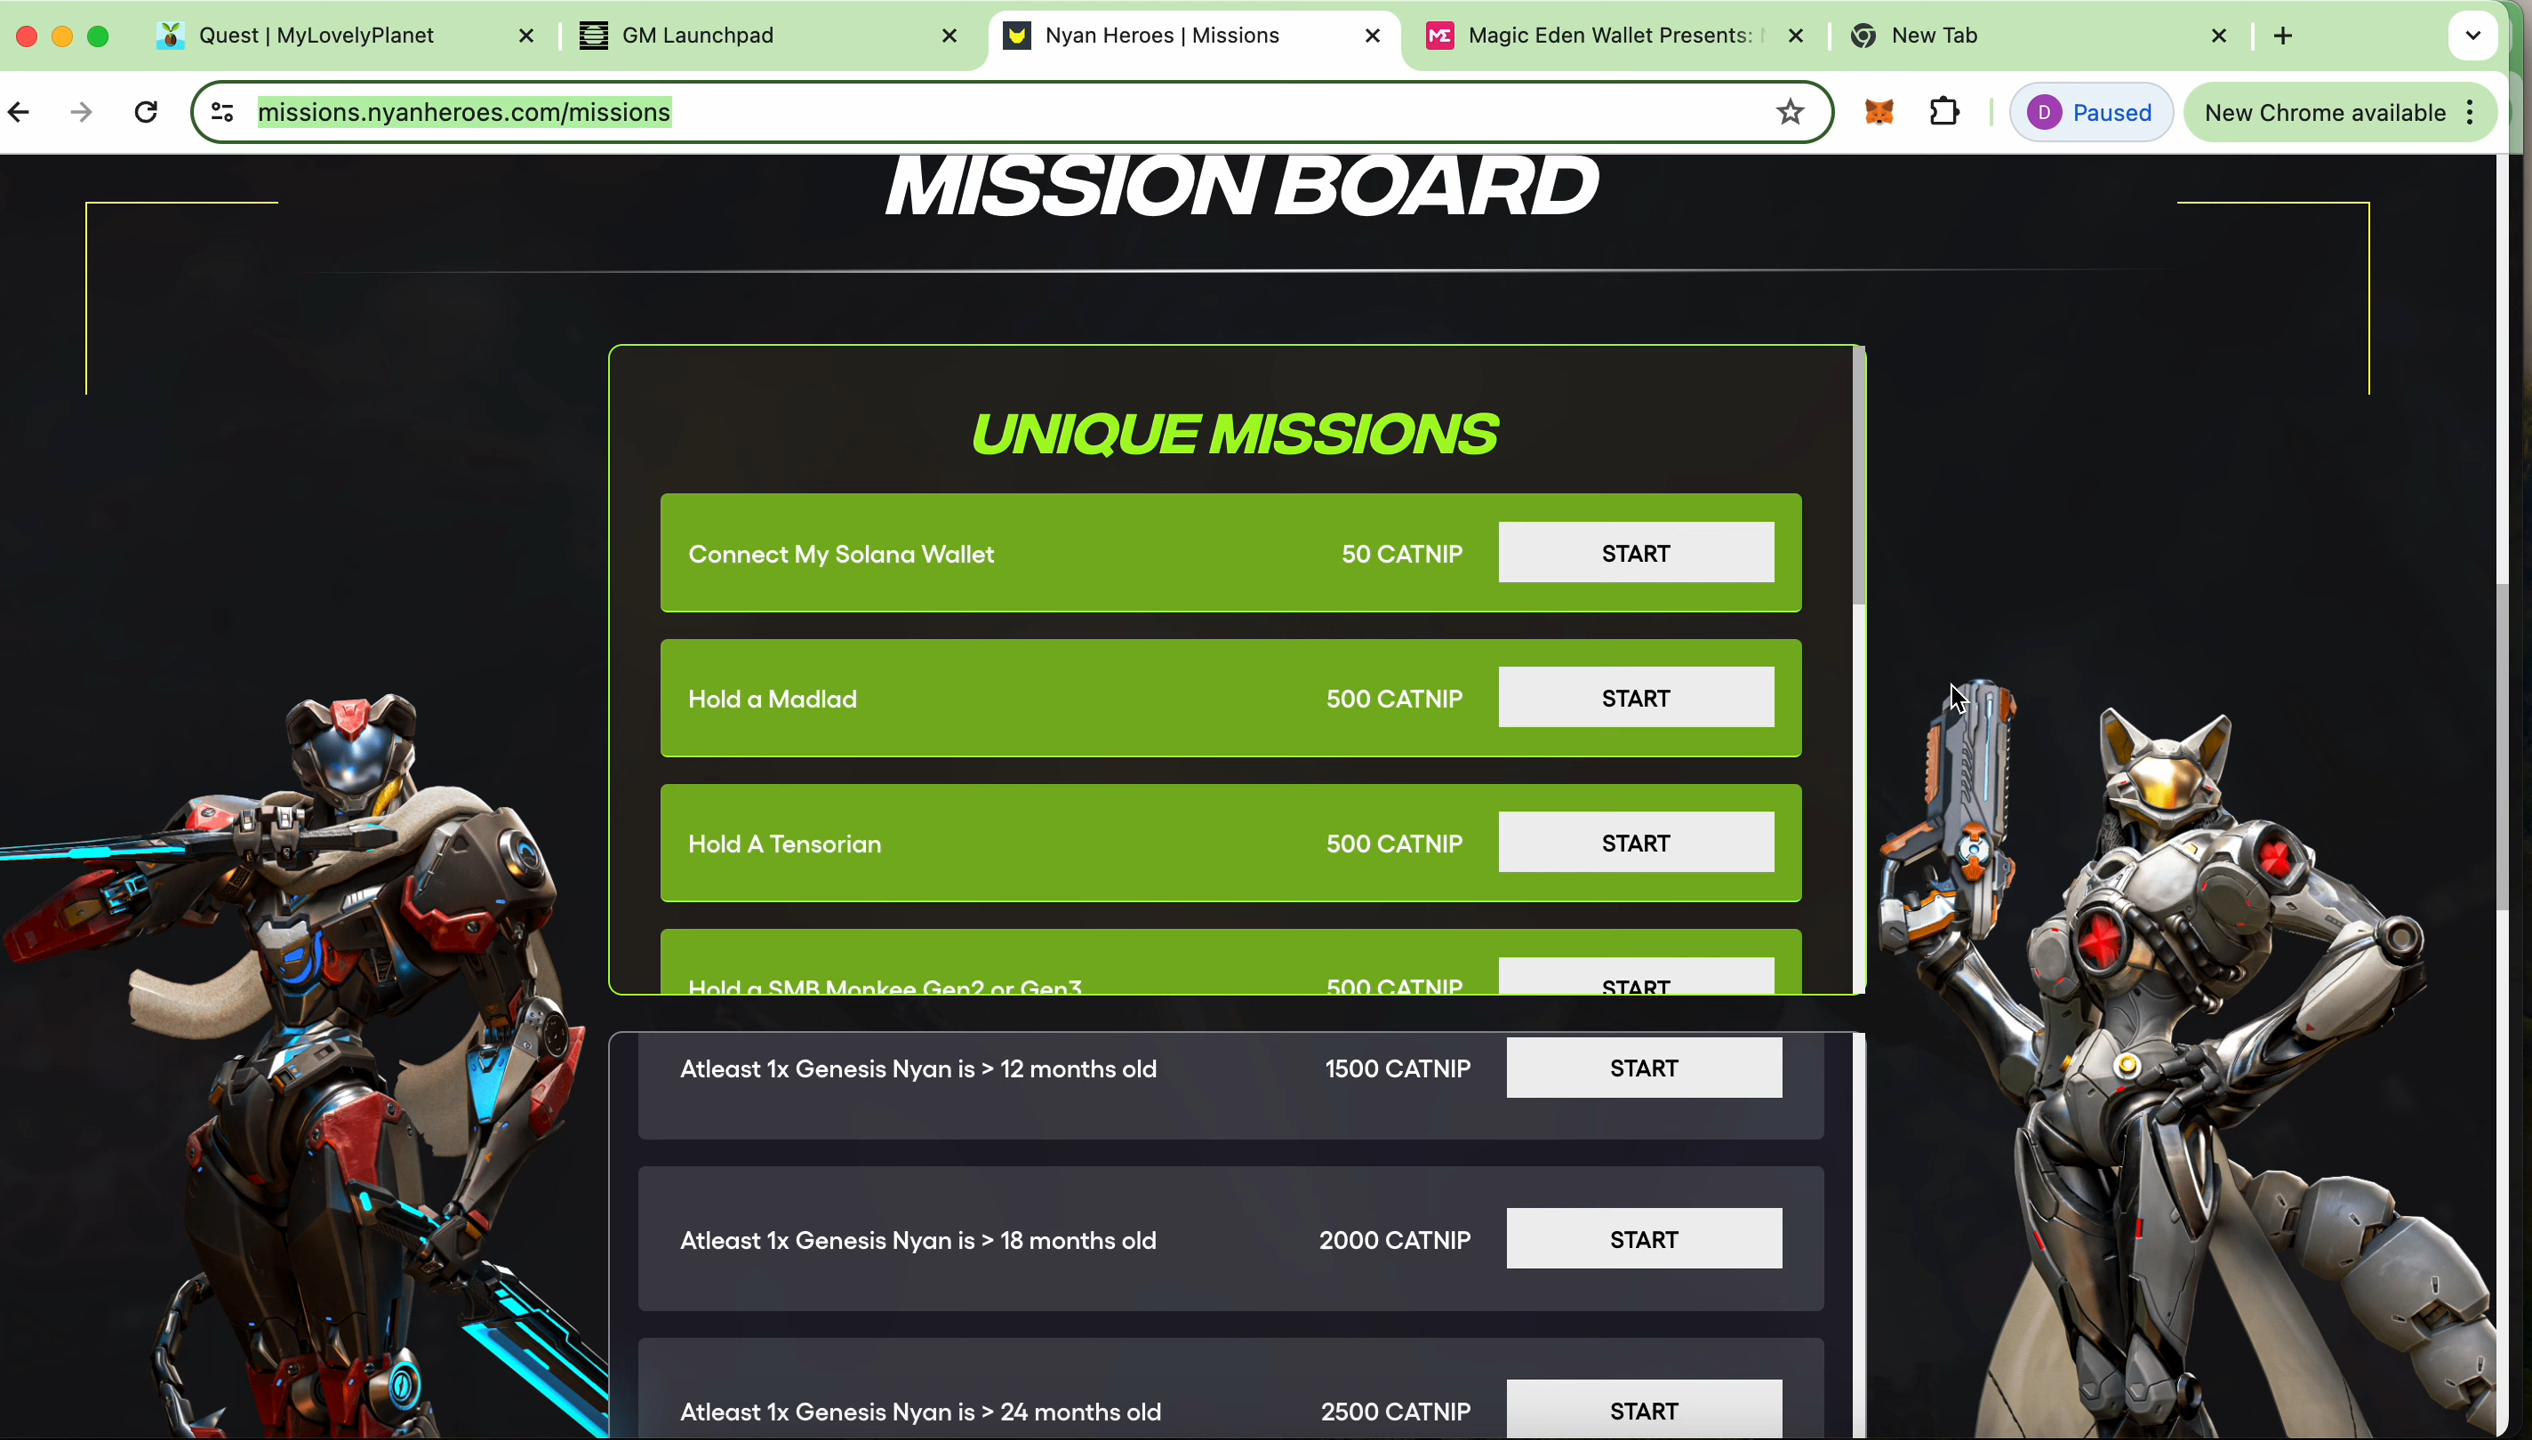 Quest | MyLovelyPlanet
GM Launchpad
Nyan Heroes | Missions
Magic Eden Wallet Presents:
New Tab
missions.nyanheroes.com/missions
D Paused
New Chrome available
MISSION BOARD
UNIQUE MISSIONS
Connect My Solana Wallet 50 CATNIP START
Hold a Madlad 500 CATNIP START
Hold A Tensorian 500 CATNIP START
Hold a SMB Monkee Gen2 or Gen3 500 CATNIP START
Atleast 1x Genesis Nyan is > 12 months old 1500 CATNIP START
Atleast 1x Genesis Nyan is > 18 months old 2000 CATNIP START
Atleast 1x Genesis Nyan is > 24 months old 2500 CATNIP START